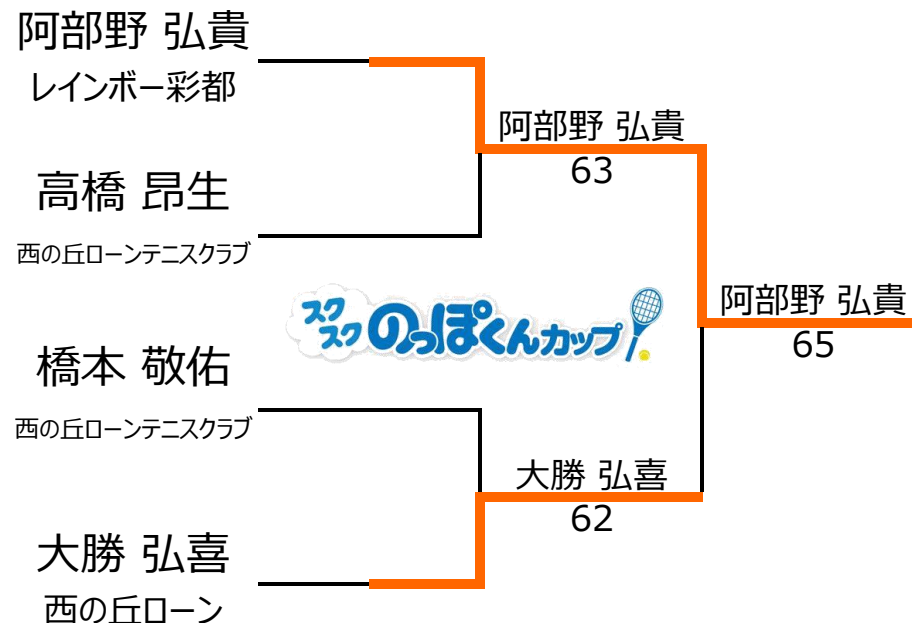 阿部野 弘貴
レインボー彩都
阿部野 弘貴
63
高橋 昂生
西の丘ローンテニスクラブ
スク
スク のっぽくんカップ
阿部野 弘貴
65
橋本 敬佑
西の丘ローンテニスクラブ
大勝 弘喜
62
大勝 弘喜
西の丘ローン